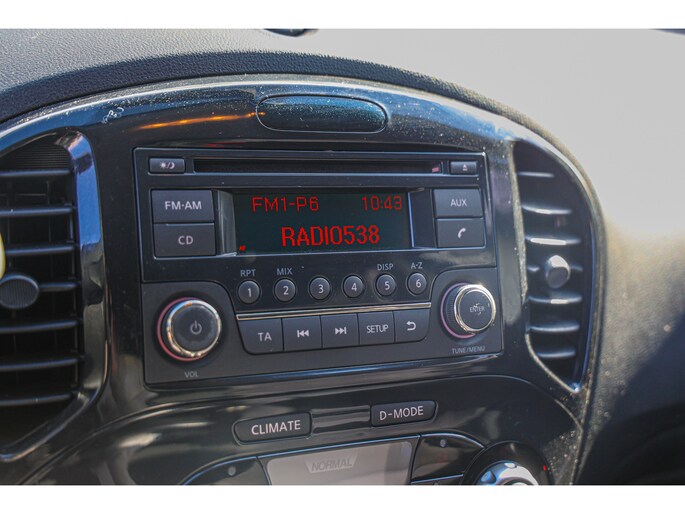 FM·AM
CD
FM1-P6 10:43
RADIO538
AF
AUX
RPT MIX DISP A-Z
1 2 3 4 5 6
TA SETUP
ENTER
VOL
TUNE/MENU
CLIMATE
D-MODE
NORMAL